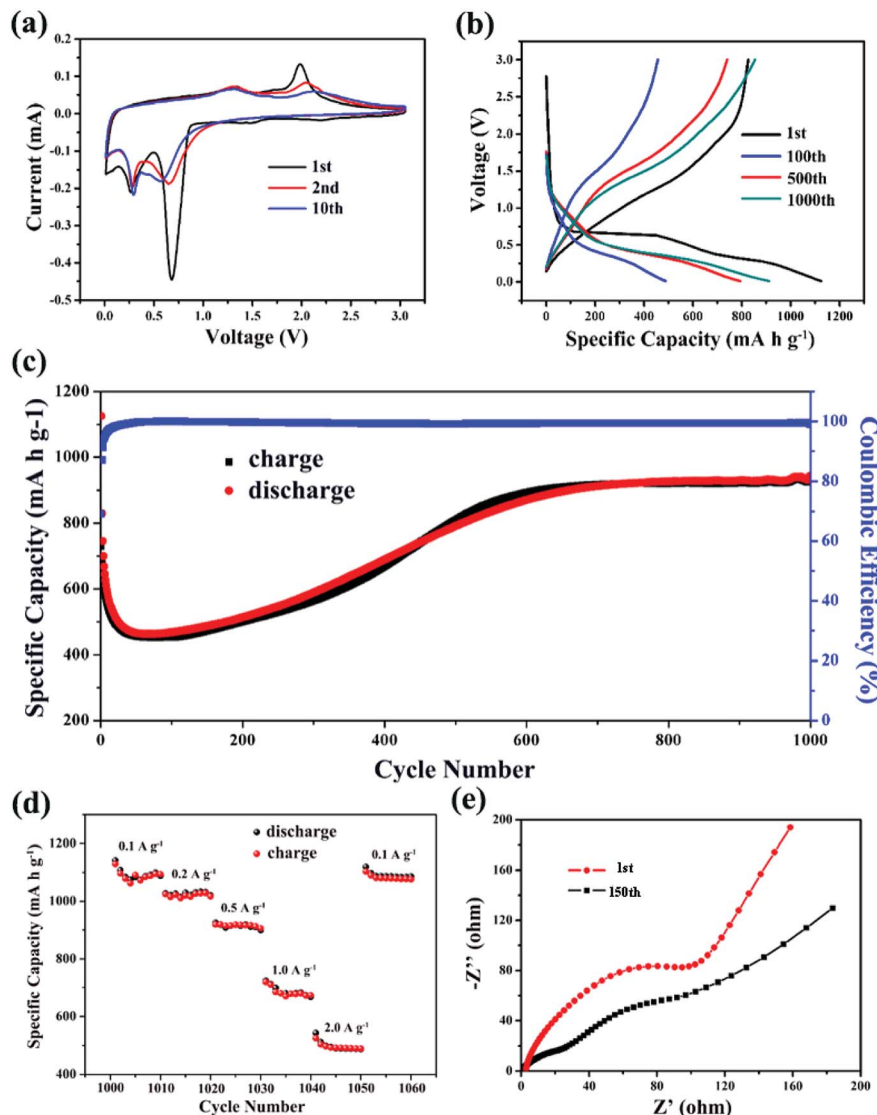 (a)
0.2
0.1
0.0
-0.1
-0.2
-0.3
-0.4
-0.5
Current (mA)
1st
2nd
10th
0.0 0.5 1.0 1.5 2.0 2.5 3.0
Voltage (V)
(b)
3.0
2.5
2.0
1.5
1.0
0.5
0.0
Voltage (V)
1st
100th
500th
1000th
0 200 400 600 800 1000 1200
Specific Capacity (mA h g-1)
(c)
1200
1000
800
600
400
200
Specific Capacity (mA h g-1)
charge
discharge
100
80
60
40
20
0
Coulombic Efficiency (%)
0 200 400 600 800 1000
Cycle Number
(d)
1200
1000
800
600
400
Specific Capacity (mA h g-1)
discharge
charge
0.1 A g-1
0.2 A g-1
0.5 A g-1
1.0 A g-1
2.0 A g-1
0.1 A g-1
1000 1010 1020 1030 1040 1050 1060
Cycle Number
(e)
200
160
120
80
40
0
-Z'' (ohm)
1st
150th
0 40 80 120 160 200
Z' (ohm)